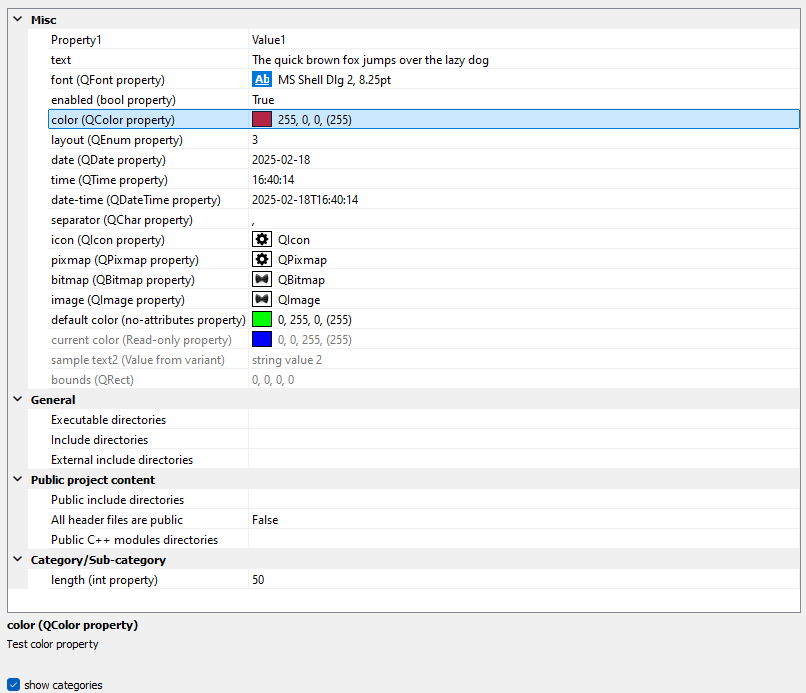 Misc
Property1 Value1
text The quick brown fox jumps over the lazy dog
font (QFont property) Ab MS Shell Dlg 2, 8.25pt
enabled (bool property) True
color (QColor property) 255, 0, 0, (255)
layout (QEnum property) 3
date (QDate property) 2025-02-18
time (QTime property) 16:40:14
date-time (QDateTime property) 2025-02-18T16:40:14
separator (QChar property) ,
icon (QIcon property) QIcon
pixmap (QPixmap property) QPixmap
bitmap (QBitmap property) QBitmap
image (QImage property) QImage
default color (no-attributes property) 0, 255, 0, (255)
current color (Read-only property) 0, 0, 255, (255)
sample text2 (Value from variant) string value 2
bounds (QRect) 0, 0, 0, 0
General
Executable directories
Include directories
External include directories
Public project content
Public include directories
All header files are public False
Public C++ modules directories
Category/Sub-category
length (int property) 50
color (QColor property)
Test color property
show categories